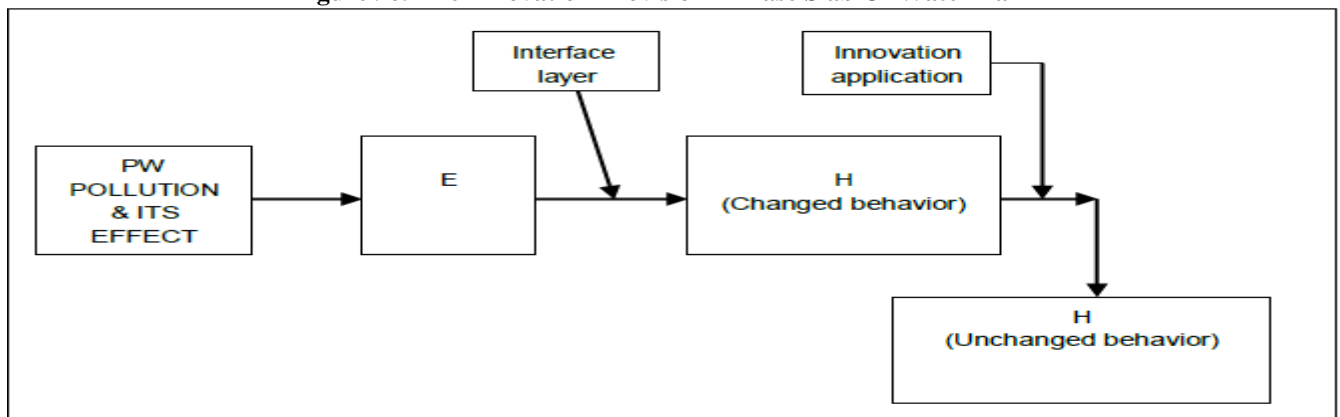 Interface
layer
Innovation
application
PW
POLLUTION
& ITS
EFFECT
E
H
(Changed behavior)
H
(Unchanged behavior)